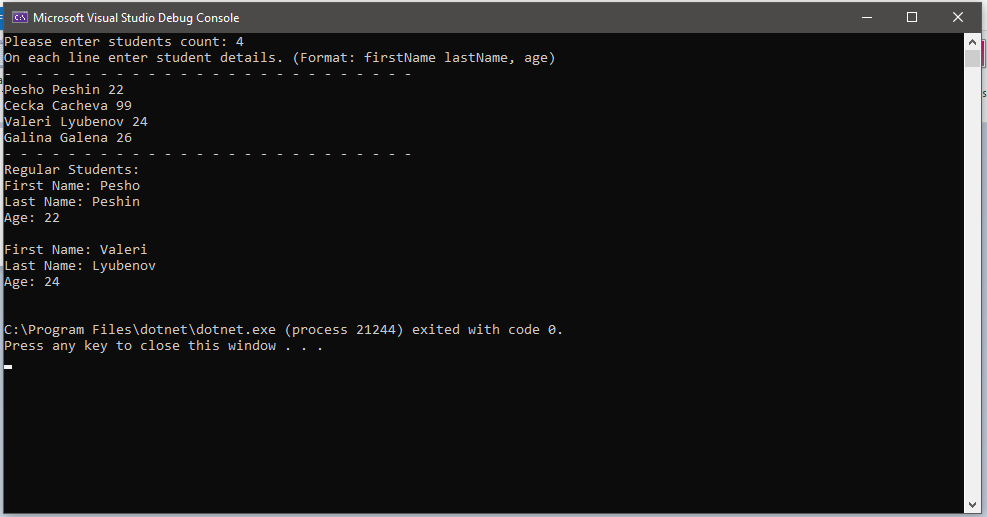 Microsoft Visual Studio Debug Console
Please enter students count: 4
On each line enter student details. (Format: firstName lastName, age)
- - - - - - - - - - - - - - - - - - - - - - - - - -
Pesho Peshin 22
Cecka Cacheva 99
Valeri Lyubenov 24
Galina Galena 26
- - - - - - - - - - - - - - - - - - - - - - - - - -
Regular Students:
First Name: Pesho
Last Name: Peshin
Age: 22
First Name: Valeri
Last Name: Lyubenov
Age: 24
C:\Program Files\dotnet\dotnet.exe (process 21244) exited with code 0.
Press any key to close this window . . .